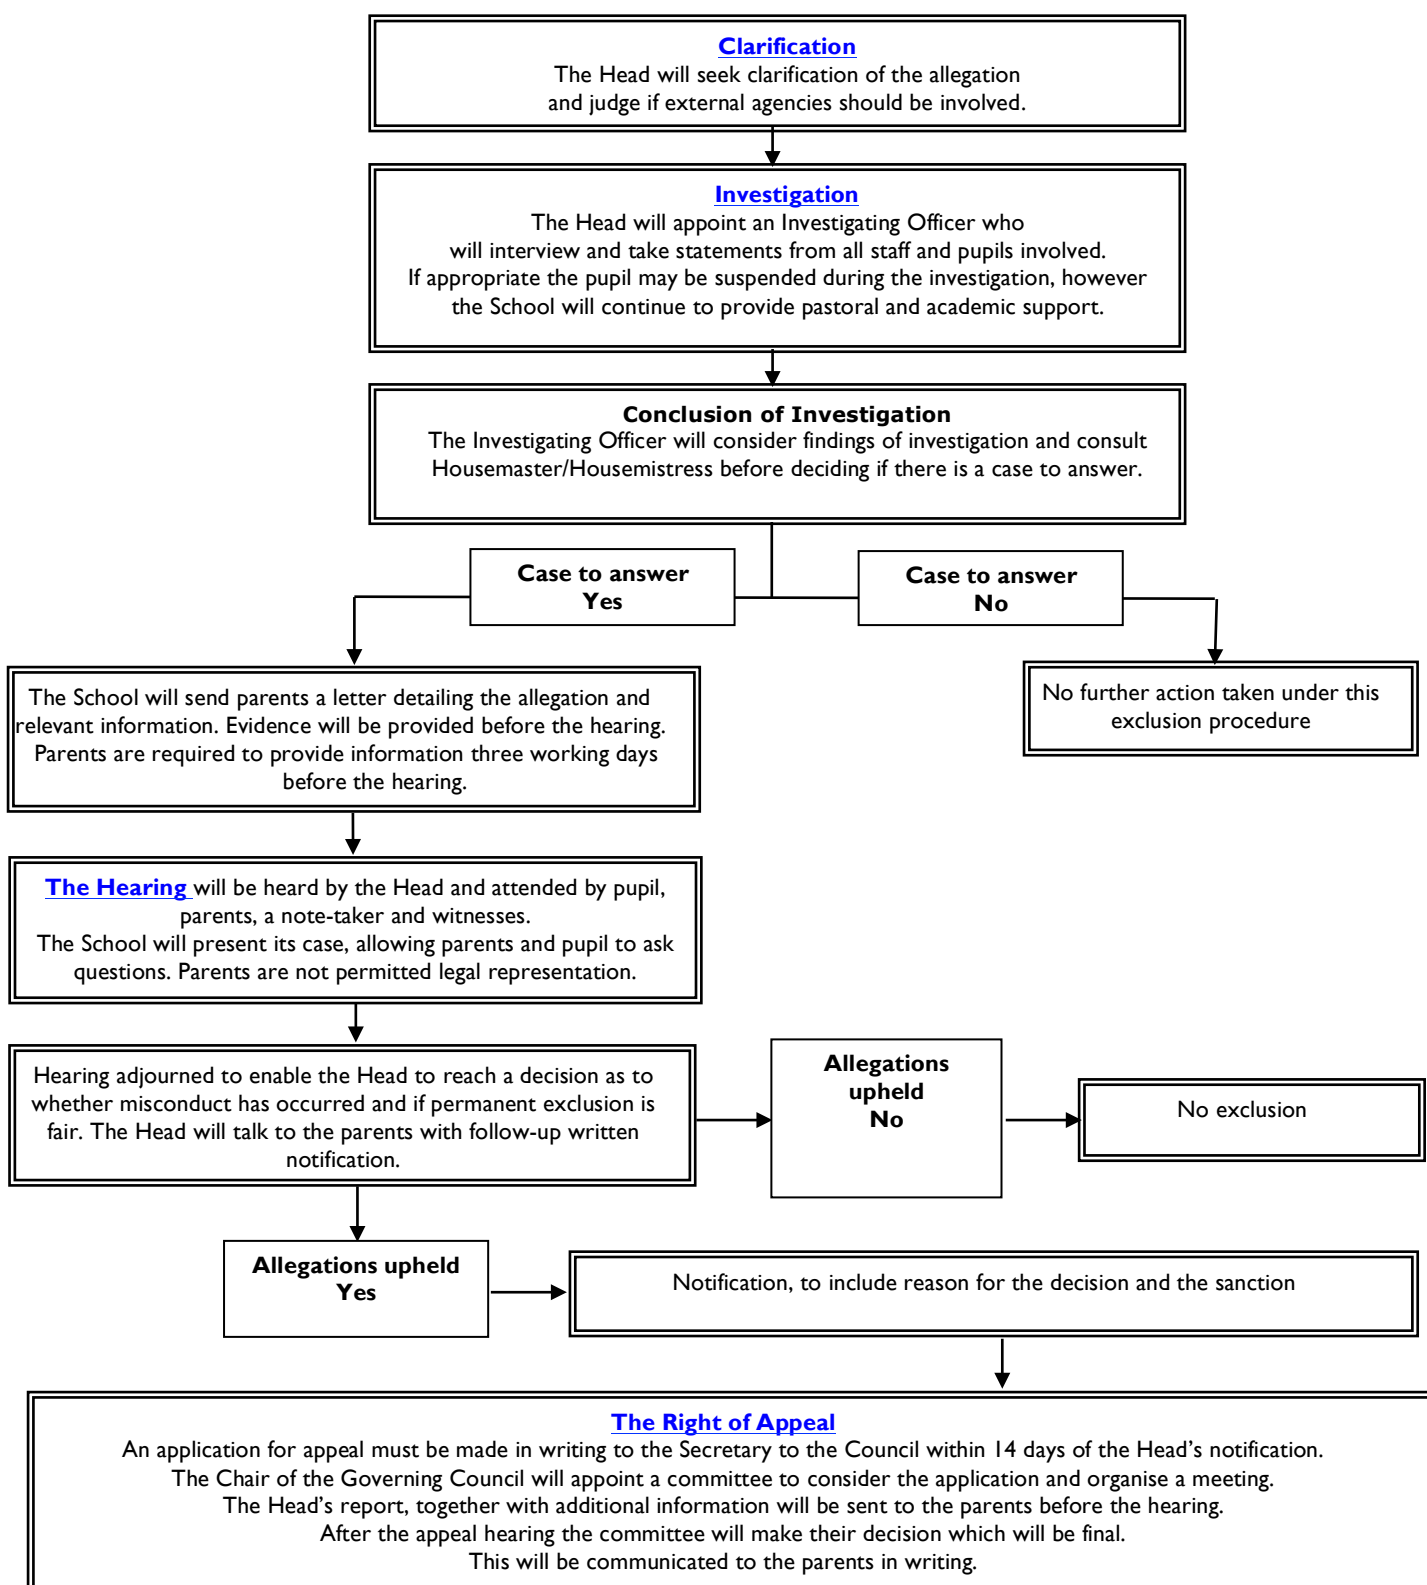 Clarification
The Head will seek clarification of the allegation
and judge if external agencies should be involved.
Investigation
The Head will appoint an Investigating Officer who
will interview and take statements from all staff and pupils involved.
If appropriate the pupil may be suspended during the investigation, however
the School will continue to provide pastoral and academic support.
Conclusion of Investigation
The Investigating Officer will consider findings of investigation and consult
Housemaster/Housemistress before deciding if there is a case to answer.
Case to answer
Yes
Case to answer
No
The School will send parents a letter detailing the allegation and
relevant information. Evidence will be provided before the hearing.
Parents are required to provide information three working days
before the hearing.
No further action taken under this
exclusion procedure
The Hearing will be heard by the Head and attended by pupil,
parents, a note-taker and witnesses.
The School will present its case, allowing parents and pupil to ask
questions. Parents are not permitted legal representation.
Hearing adjourned to enable the Head to reach a decision as to
whether misconduct has occurred and if permanent exclusion is
fair. The Head will talk to the parents with follow-up written
notification.
Allegations
upheld
No
No exclusion
Allegations upheld
Yes
Notification, to include reason for the decision and the sanction
The Right of Appeal
An application for appeal must be made in writing to the Secretary to the Council within 14 days of the Head's notification.
The Chair of the Governing Council will appoint a committee to consider the application and organise a meeting.
The Head's report, together with additional information will be sent to the parents before the hearing.
After the appeal hearing the committee will make their decision which will be final.
This will be communicated to the parents in writing.